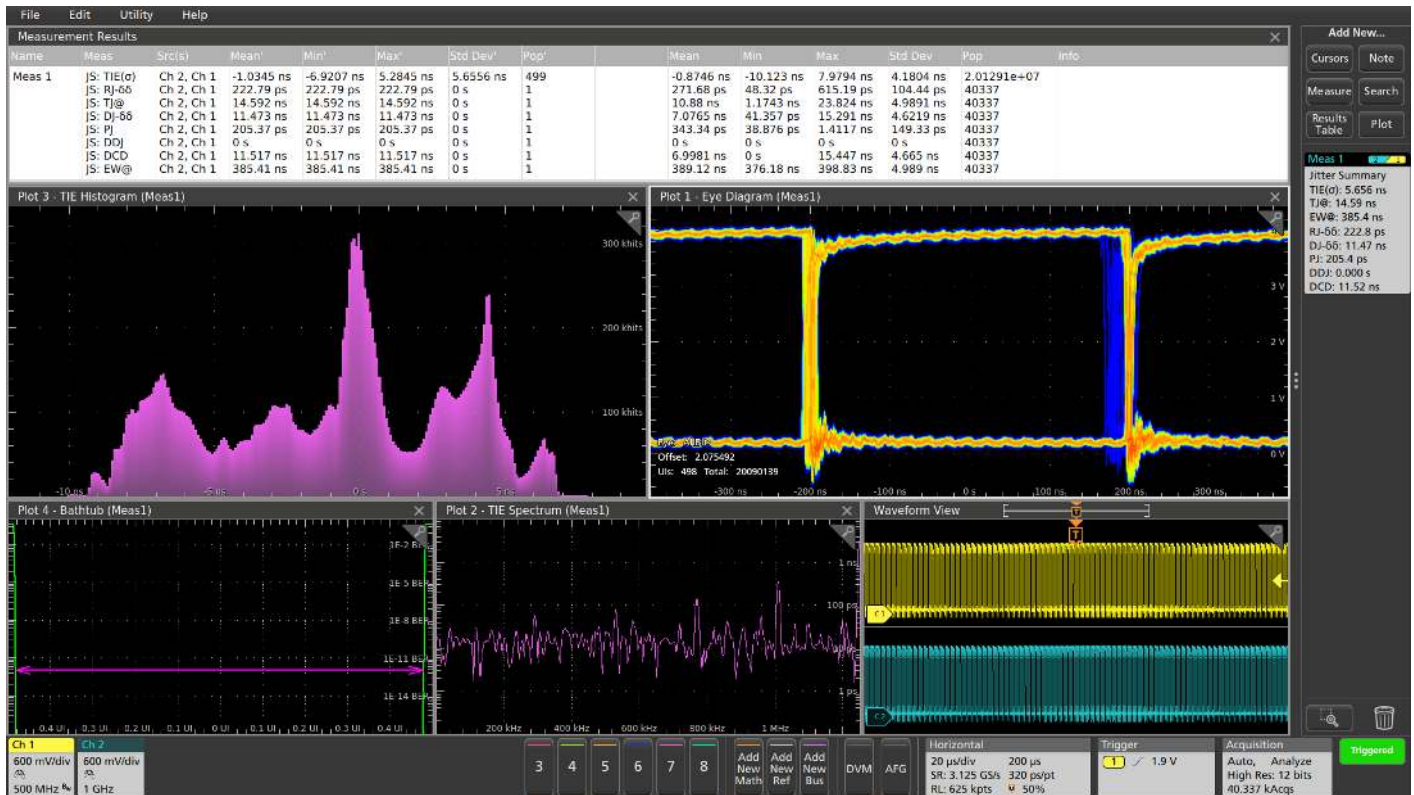 File Edit Utility Help
Measurement Results
Name Meas Src(s) Mean' Min' Max' Std Dev' Pop' Mean Min Max Std Dev Pop Info
Meas 1 JS: TIE(σ) Ch 2, Ch 1 -1.0345 ns -6.9207 ns 5.2845 ns 5.6556 ns 499 -0.8746 ns -10.123 ns 7.9794 ns 4.1804 ns 2.01291e+07
JS: RJ-δδ Ch 2, Ch 1 222.79 ps 222.79 ps 222.79 ps 0 s 1 271.68 ps 48.32 ps 615.19 ps 104.44 ps 40337
JS: TJ@ Ch 2, Ch 1 14.592 ns 14.592 ns 14.592 ns 0 s 1 10.88 ns 1.1743 ns 23.824 ns 4.9891 ns 40337
JS: DJ-δδ Ch 2, Ch 1 11.473 ns 11.473 ns 11.473 ns 0 s 1 7.0765 ns 41.357 ps 15.291 ns 4.6219 ns 40337
JS: PJ Ch 2, Ch 1 205.37 ps 205.37 ps 205.37 ps 0 s 1 343.34 ps 38.876 ps 1.4117 ns 149.33 ps 40337
JS: DDJ Ch 2, Ch 1 0 s 0 s 0 s 0 s 1 0 s 0 s 0 s 0 s 40337
JS: DCD Ch 2, Ch 1 11.517 ns 11.517 ns 11.517 ns 0 s 1 6.9981 ns 0 s 15.447 ns 4.665 ns 40337
JS: EW@ Ch 2, Ch 1 385.41 ns 385.41 ns 385.41 ns 0 s 1 389.12 ns 376.18 ns 398.83 ns 4.989 ns 40337
Plot 3 - TIE Histogram (Meas1)
300 khits
200 khits
100 khits
-10 ns -5 ns 0 s 5 ns
Plot 1 - Eye Diagram (Meas1)
3 V
2 V
1 V
0 V
Offset: 2.075492
UIs: 498 Total: 20090139
-300 ns -200 ns -100 ns 0 s 100 ns 200 ns 300 ns
Plot 4 - Bathtub (Meas1)
1E-2 BER
1E-5 BER
1E-8 BER
1E-11 BER
1E-14 BER
0.4 UI 0.3 UI 0.2 UI 0.1 UI 0 UI 0.1 UI 0.2 UI 0.3 UI 0.4 UI
Plot 2 - TIE Spectrum (Meas1)
1 ns
100 ps
1 ps
200 kHz 400 kHz 600 kHz 800 kHz 1 MHz
Waveform View
T
T
C1
C2
Add New...
Cursors Note
Measure Search
Results Table Plot
Meas 1 2 1
Jitter Summary
TIE(σ): 5.656 ns
TJ@: 14.59 ns
EW@: 385.4 ns
RJ-δδ: 222.8 ps
DJ-δδ: 11.47 ns
PJ: 205.4 ps
DDJ: 0.000 s
DCD: 11.52 ns
Ch 1
600 mV/div
500 MHz
Ch 2
600 mV/div
1 GHz
3 4 5 6 7 8
Add New Math
Add New Ref
Add New Bus
DVM AFG
Horizontal
20 µs/div 200 µs
SR: 3.125 GS/s 320 ps/pt
RL: 625 kpts 50%
Trigger
1 1.9 V
Acquisition
Auto, Analyze
High Res: 12 bits
40.337 kAcqs
Triggered